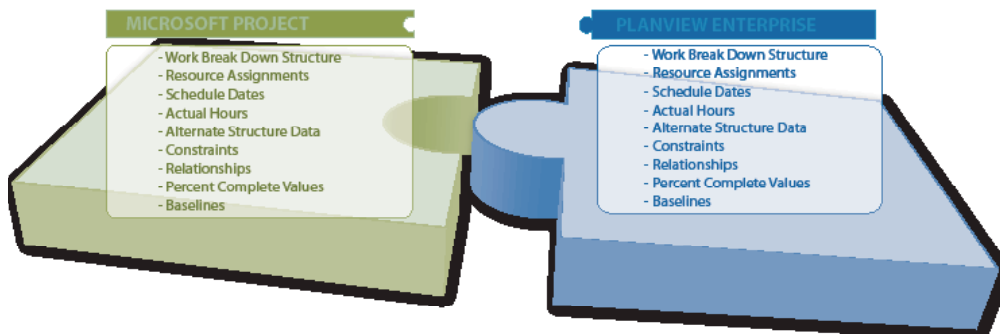 MICROSOFT PROJECT
- Work Break Down Structure
- Resource Assignments
- Schedule Dates
- Actual Hours
- Alternate Structure Data
- Constraints
- Relationships
- Percent Complete Values
- Baselines
PLANVIEW ENTERPRISE
- Work Break Down Structure
- Resource Assignments
- Schedule Dates
- Actual Hours
- Alternate Structure Data
- Constraints
- Relationships
- Percent Complete Values
- Baselines